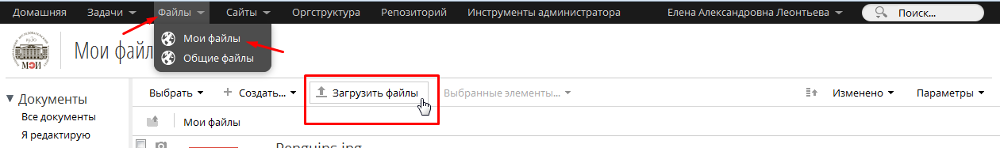 Домашняя Задачи Файлы Сайты Оргструктура Репозиторий Инструменты администратора Елена Александровна Леонтьева Поиск...
Мои файлы
Общие файлы
1930
МЭИ
Мои файл
Выбрать Создать... Загрузить файлы Выбранные элементы... Изменено Параметры
Документы
Все документы
Я редактирую
Мои файлы
Penguins.jpg